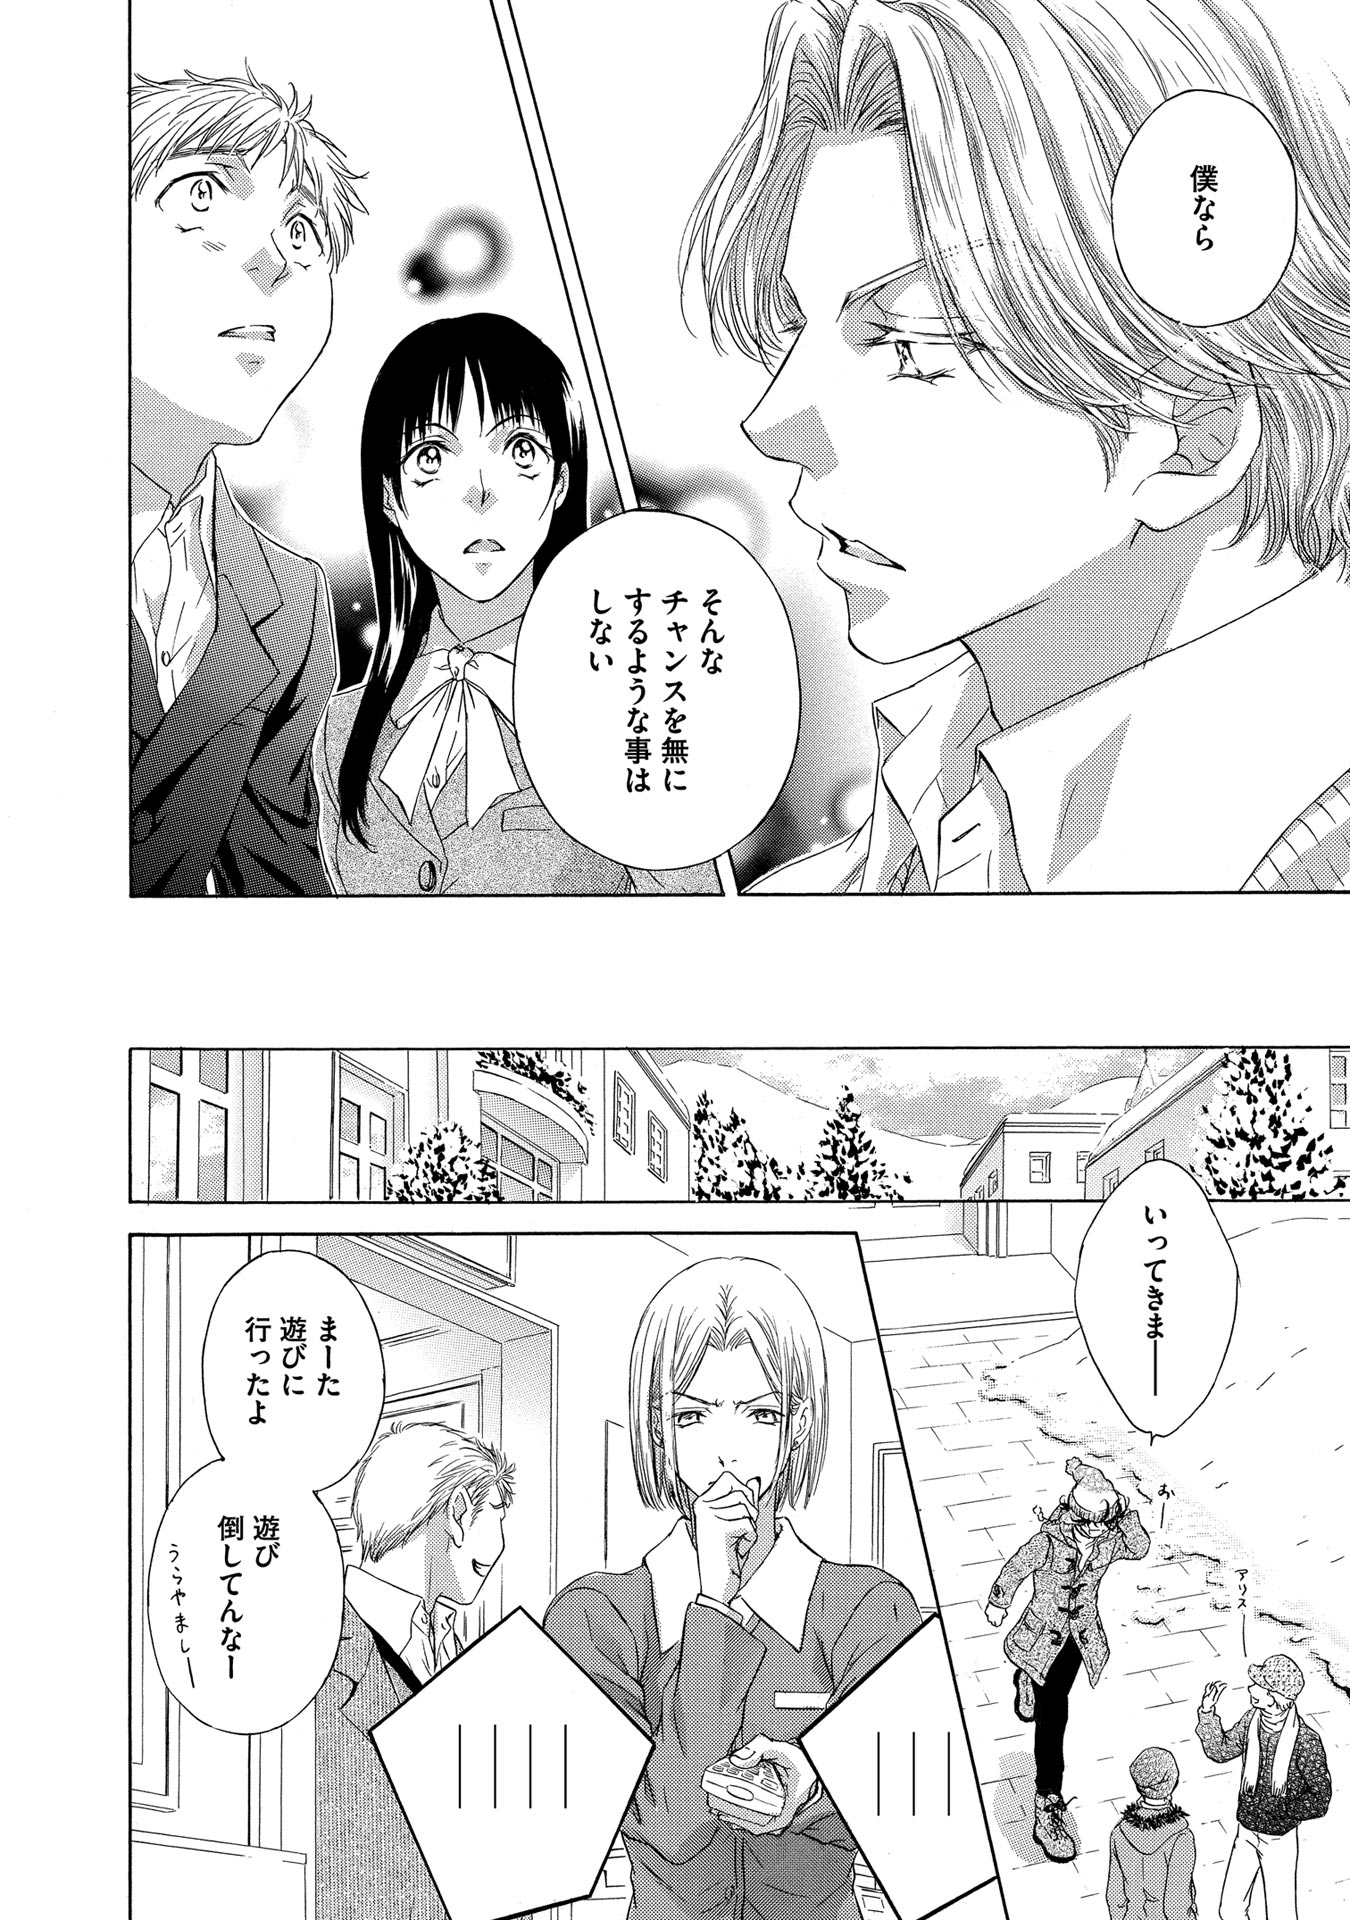 僕なら
そんな
チャンスを無に
するような事は
しない
いってきまー
おー
アリスー
まーた
遊びに
行ったよ
遊び
倒してんなー
うらやましー